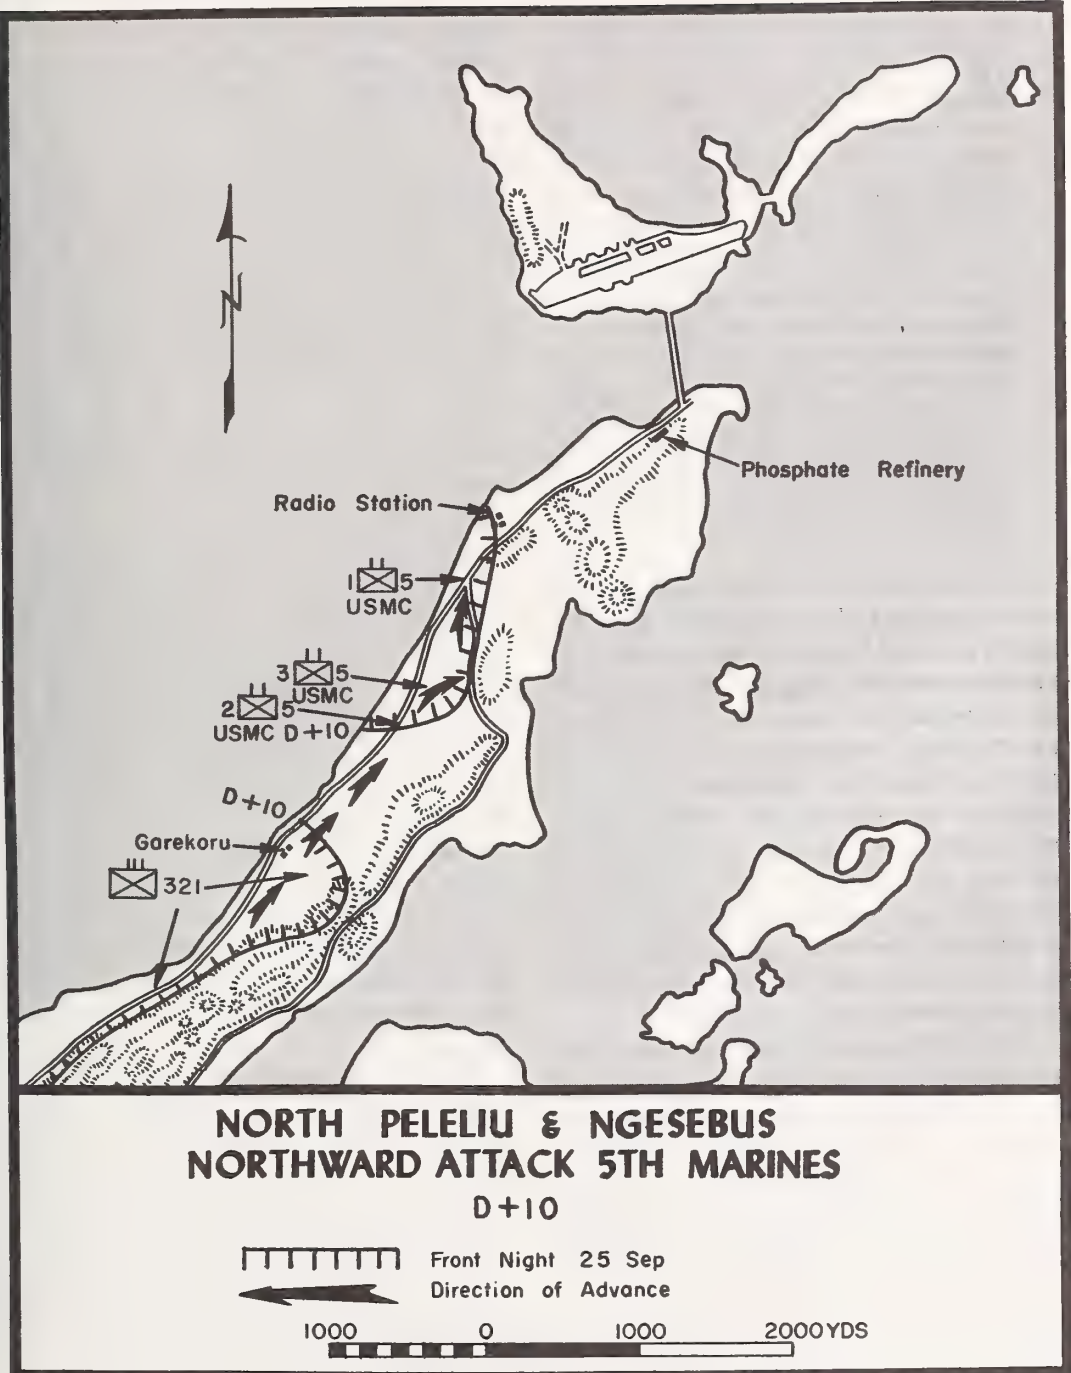 N
Phosphate Refinery
Radio Station
1 5
USMC
3 5
USMC
2 5
USMC D+10
D+10
Garekoru
321
NORTH PELELIU & NGESEBUS
NORTHWARD ATTACK 5TH MARINES
D+10
Front Night 25 Sep
Direction of Advance
1000 0 1000 2000YDS